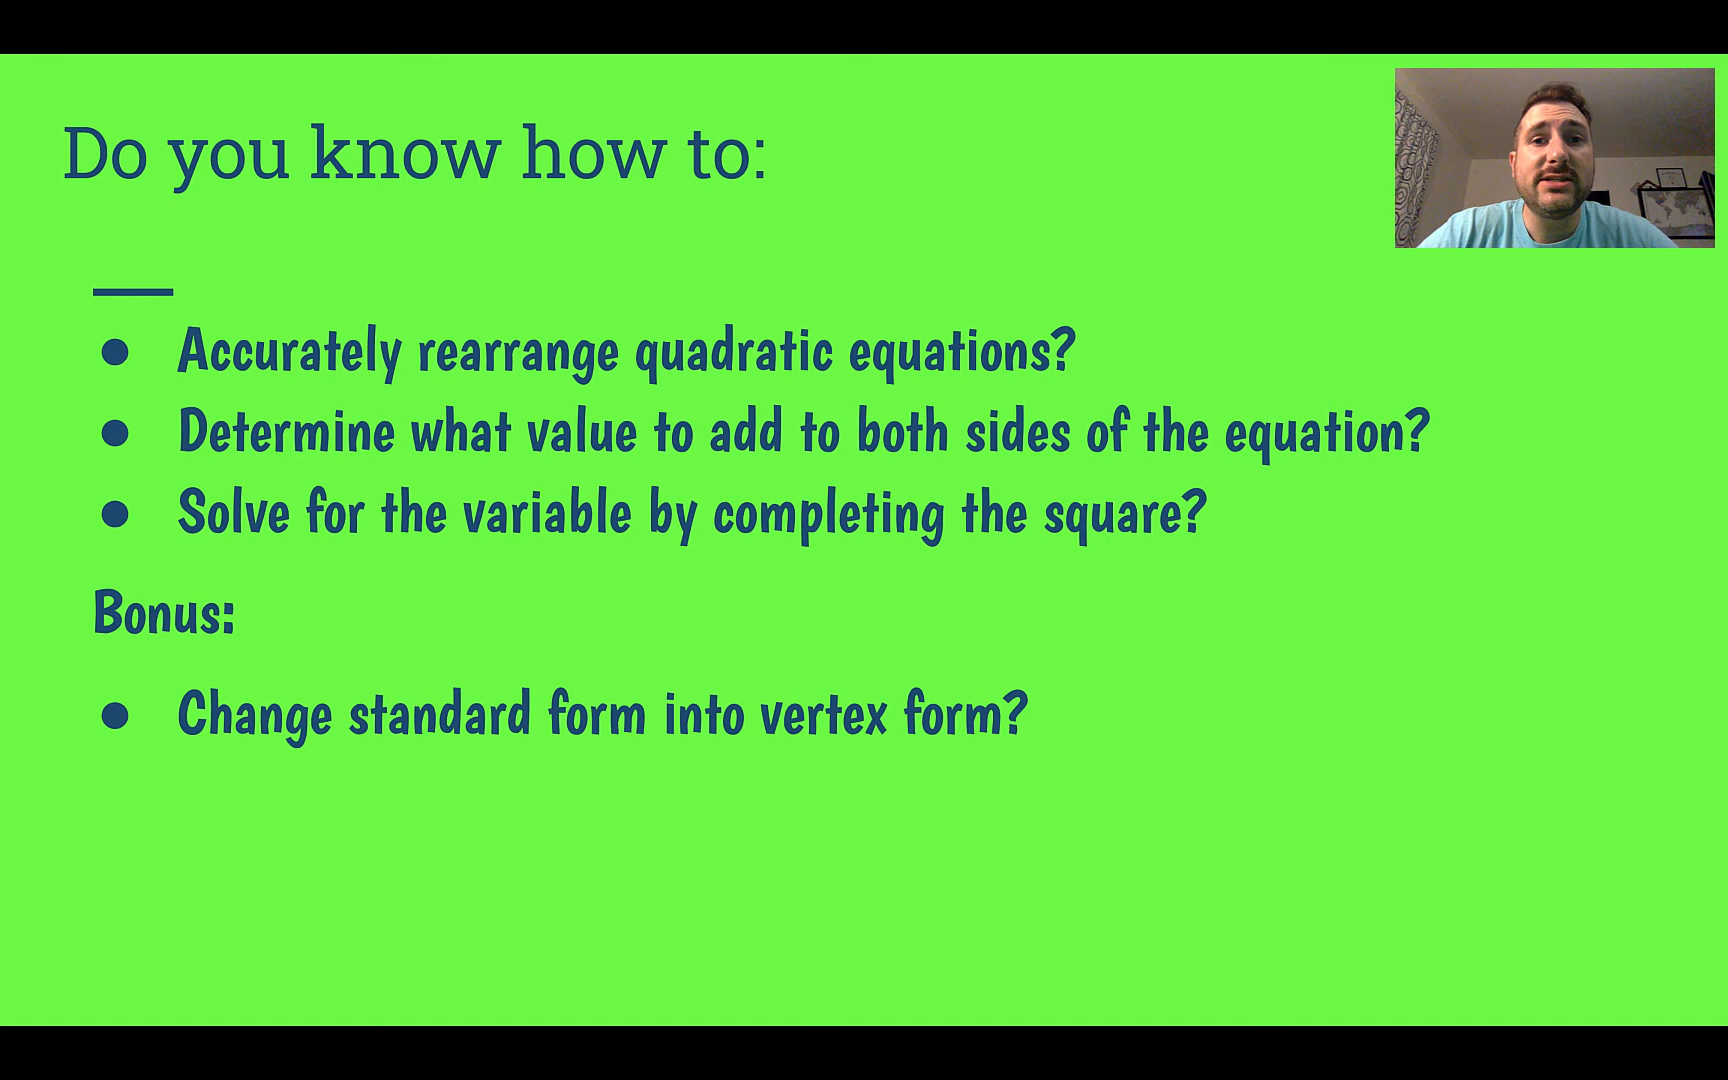 Do you know how to:
● Accurately rearrange quadratic equations?
● Determine what value to add to both sides of the equation?
● Solve for the variable by completing the square?
Bonus:
● Change standard form into vertex form?